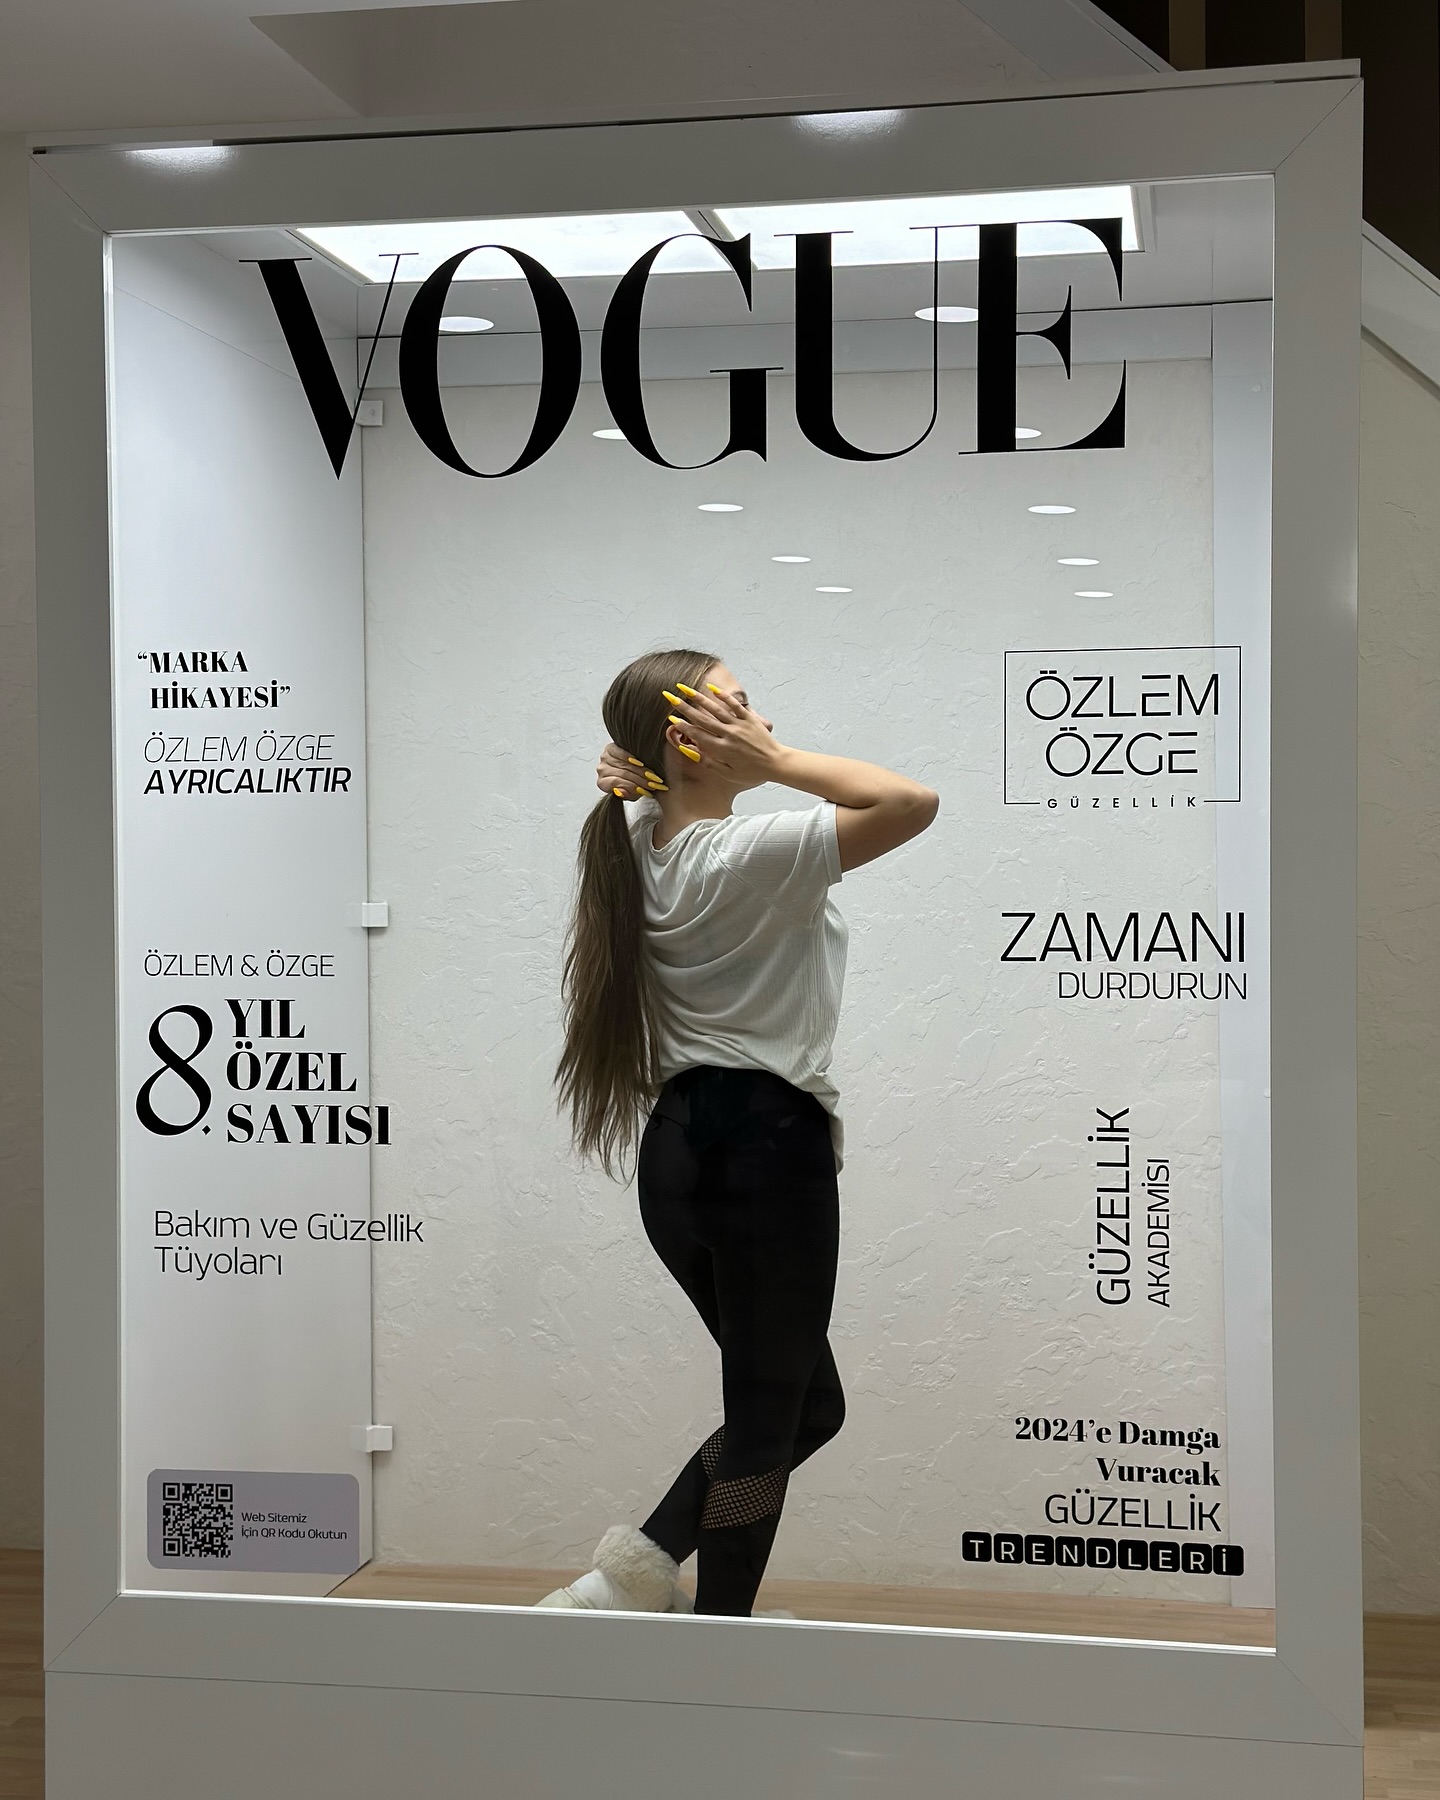 VOGUE
“MARKA
HİKAYESİ”
ÖZLEM ÖZGE
AYRICALIKTIR
ÖZLEM & ÖZGE
8. YIL
ÖZEL
SAYISI
Bakım ve Güzellik
Tüyoları
Web Sitemiz
İçin QR Kodu Okutun
ÖZLEM
ÖZGE
GÜZELLİK
ZAMANI
DURDURUN
GÜZELLİK
AKADEMİSİ
2024’e Damga
Vuracak
GÜZELLİK
TRENDLERİ